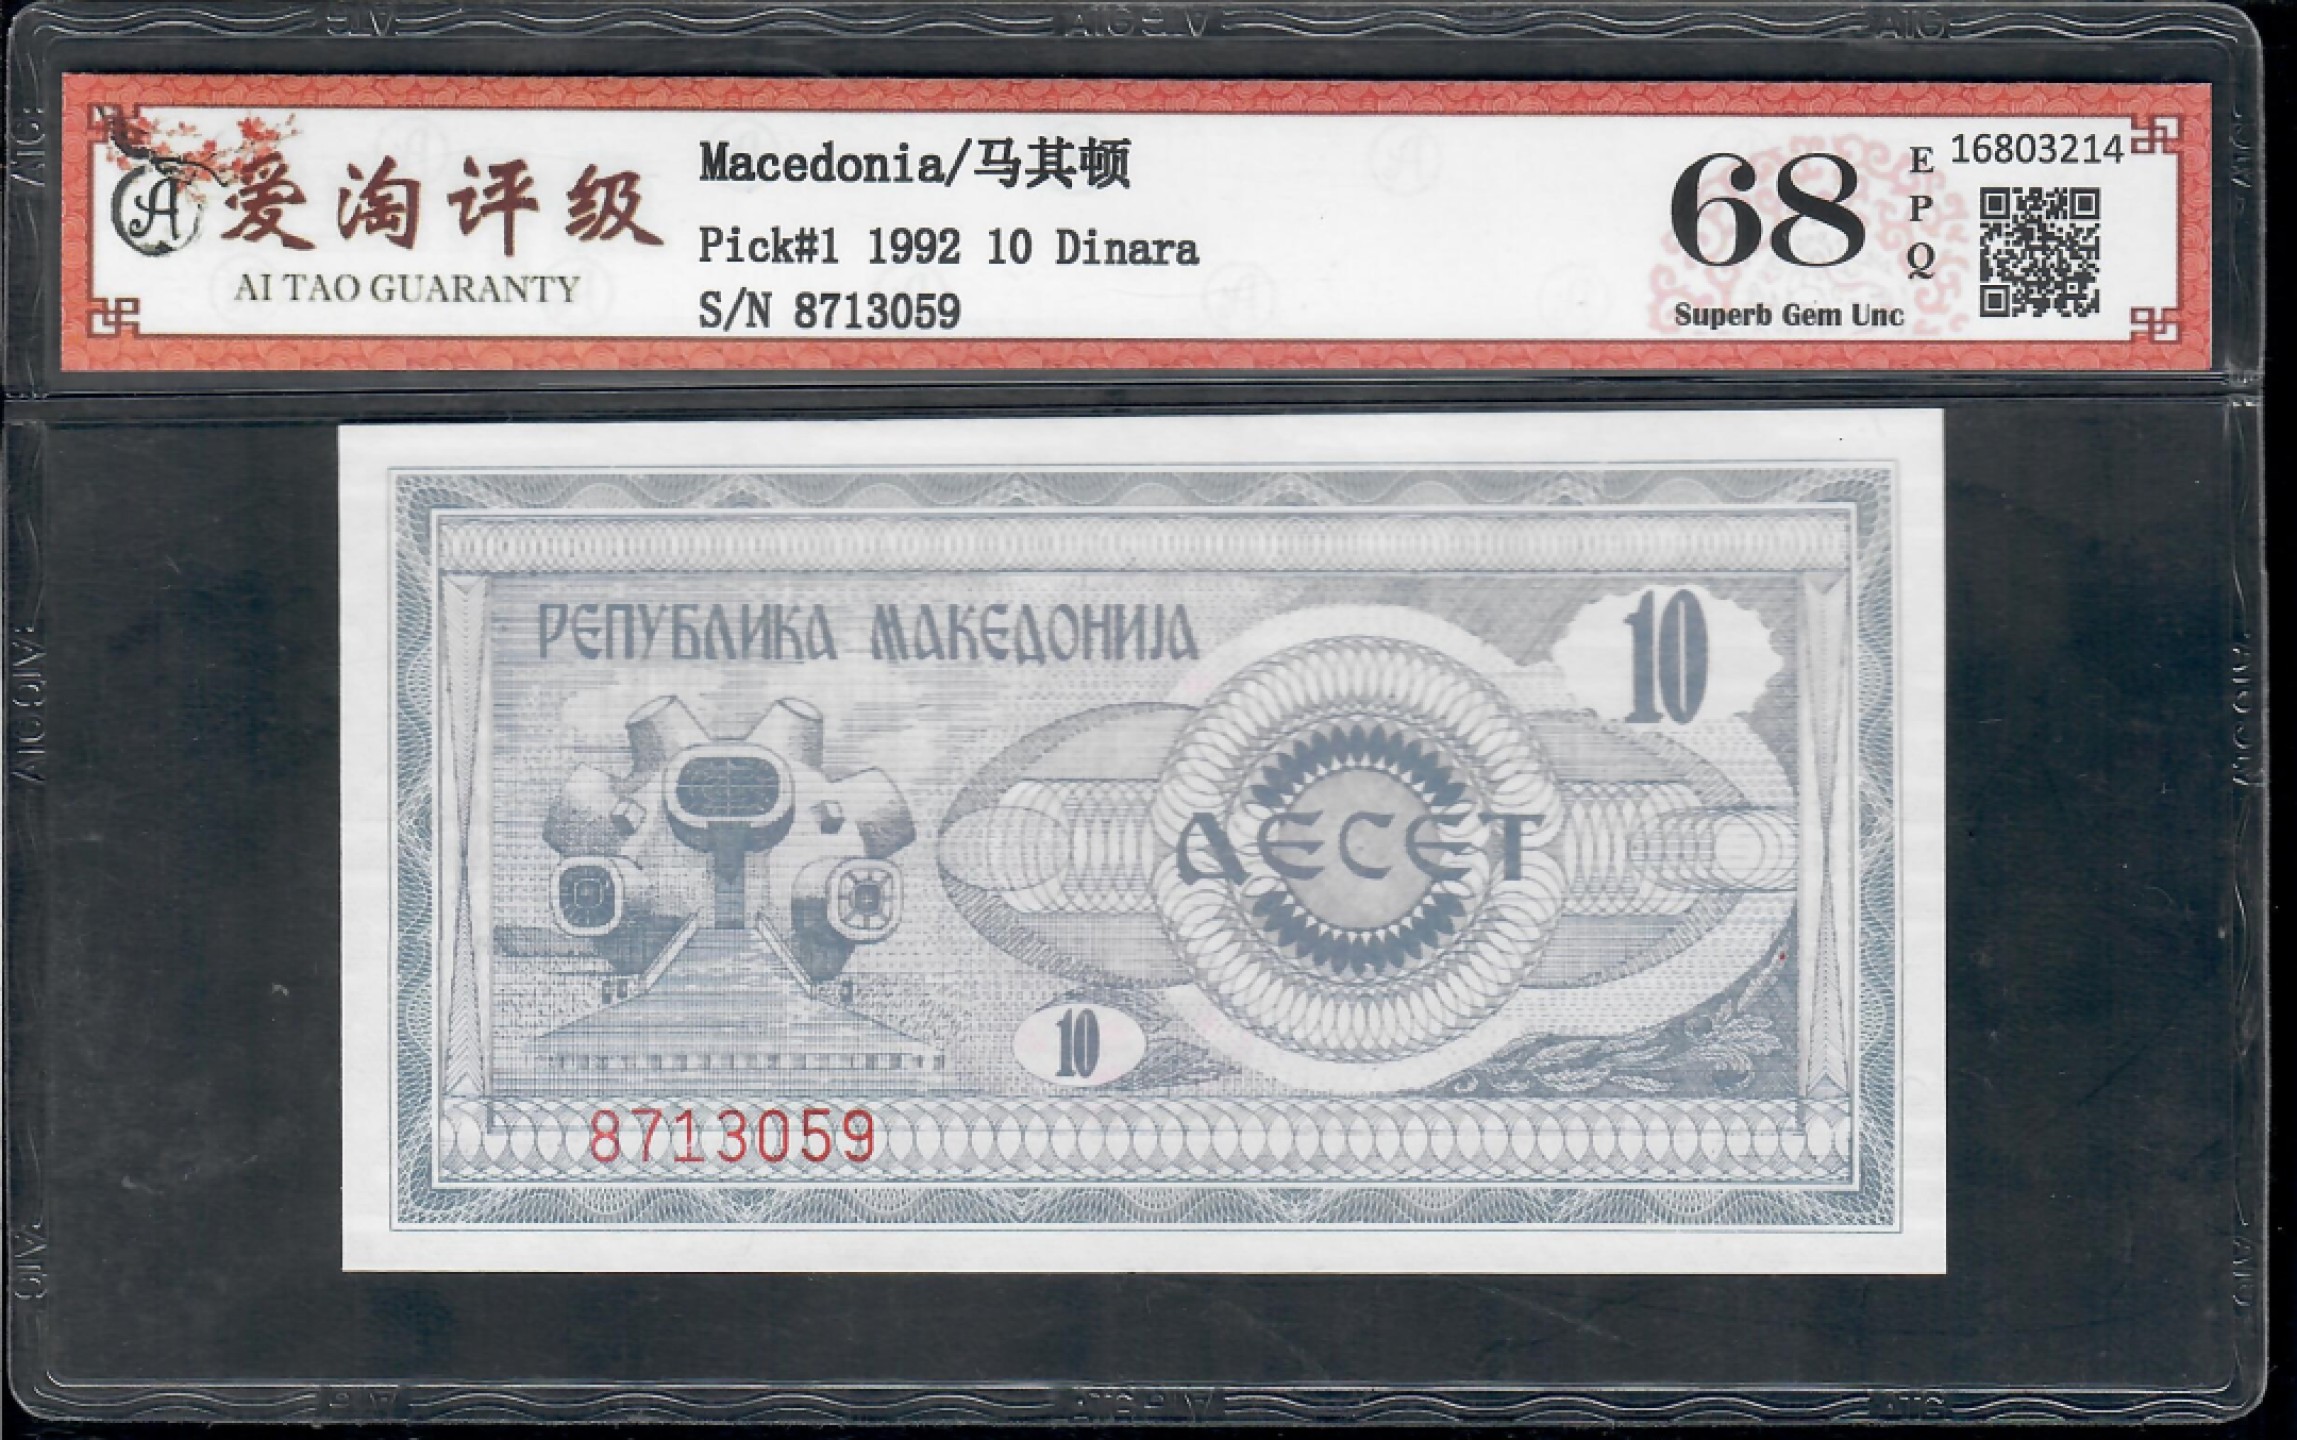 爱淘评级
AI TAO GUARANTY
Macedonia/马其顿
Pick#1 1992 10 Dinara
S/N 8713059
68
EPQ
Superb Gem Unc
16803214
РЕПУБЛИКА МАКЕДОНИЈА
10
ДЕСЕТ
10
8713059